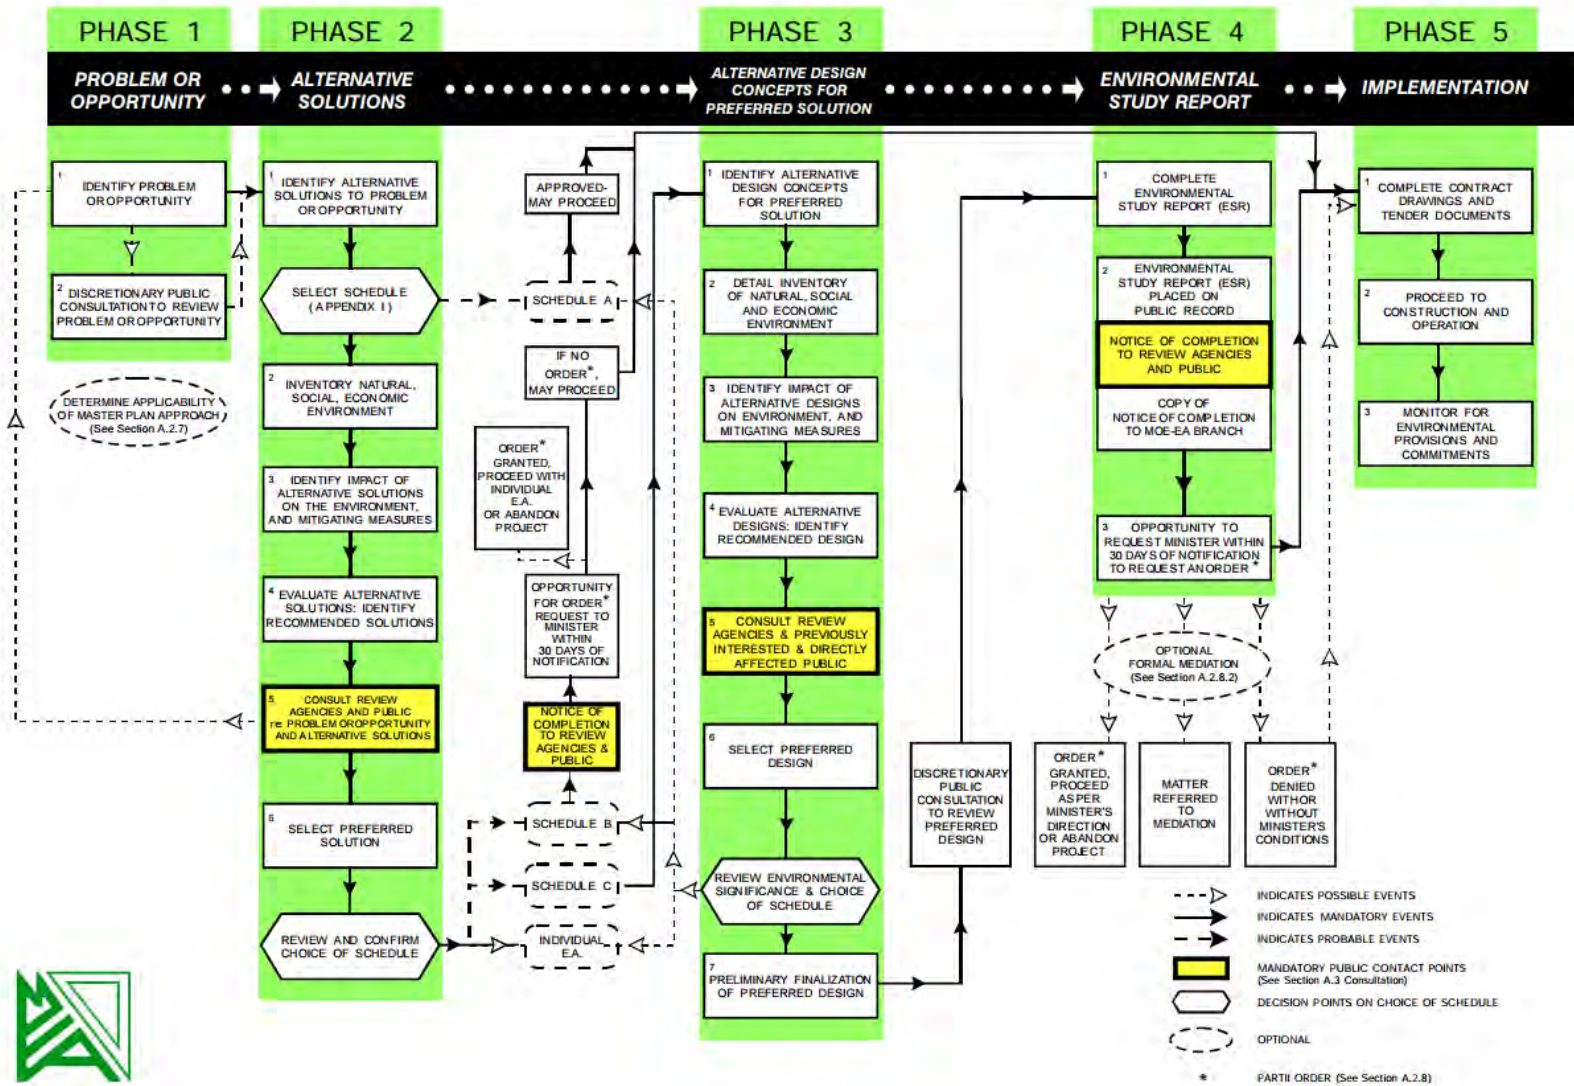 PHASE 1
PHASE 2
PHASE 3
PHASE 4
PHASE 5
PROBLEM OR
OPPORTUNITY
ALTERNATIVE
SOLUTIONS
ALTERNATIVE DESIGN
CONCEPTS FOR
PREFERRED SOLUTION
ENVIRONMENTAL
STUDY REPORT
IMPLEMENTATION
1
IDENTIFY PROBLEM
OR OPPORTUNITY
2
DISCRETIONARY PUBLIC
CONSULTATION TO REVIEW
PROBLEM OR OPPORTUNITY
DETERMINE APPLICABILITY
OF MASTER PLAN APPROACH
(See Section A.2.7)
1
IDENTIFY ALTERNATIVE
SOLUTIONS TO PROBLEM
OR OPPORTUNITY
SELECT SCHEDULE
(APPENDIX I)
2
INVENTORY NATURAL,
SOCIAL, ECONOMIC
ENVIRONMENT
3
IDENTIFY IMPACT OF
ALTERNATIVE SOLUTIONS
ON THE ENVIRONMENT,
AND MITIGATING MEASURES
4
EVALUATE ALTERNATIVE
SOLUTIONS: IDENTIFY
RECOMMENDED SOLUTIONS
5
CONSULT REVIEW
AGENCIES AND PUBLIC
re PROBLEM OR OPPORTUNITY
AND ALTERNATIVE SOLUTIONS
6
SELECT PREFERRED
SOLUTION
REVIEW AND CONFIRM
CHOICE OF SCHEDULE
APPROVED-
MAY PROCEED
SCHEDULE A
IF NO
ORDER*,
MAY PROCEED
ORDER*
GRANTED,
PROCEED WITH
INDIVIDUAL
E.A.
OR ABANDON
PROJECT
OPPORTUNITY
FOR ORDER*
REQUEST TO
MINISTER
WITHIN
30 DAYS OF
NOTIFICATION
NOTICE OF
COMPLETION
TO REVIEW
AGENCIES &
PUBLIC
SCHEDULE B
SCHEDULE C
INDIVIDUAL
E.A.
1
IDENTIFY ALTERNATIVE
DESIGN CONCEPTS
FOR PREFERRED
SOLUTION
2
DETAIL INVENTORY
OF NATURAL, SOCIAL
AND ECONOMIC
ENVIRONMENT
3
IDENTIFY IMPACT OF
ALTERNATIVE DESIGNS
ON ENVIRONMENT, AND
MITIGATING MEASURES
4
EVALUATE ALTERNATIVE
DESIGNS: IDENTIFY
RECOMMENDED DESIGN
5
CONSULT REVIEW
AGENCIES & PREVIOUSLY
INTERESTED & DIRECTLY
AFFECTED PUBLIC
6
SELECT PREFERRED
DESIGN
REVIEW ENVIRONMENTAL
SIGNIFICANCE & CHOICE
OF SCHEDULE
7
PRELIMINARY FINALIZATION
OF PREFERRED DESIGN
DISCRETIONARY
PUBLIC
CONSULTATION
TO REVIEW
PREFERRED
DESIGN
1
COMPLETE
ENVIRONMENTAL
STUDY REPORT (ESR)
2
ENVIRONMENTAL
STUDY REPORT (ESR)
PLACED ON
PUBLIC RECORD
NOTICE OF COMPLETION
TO REVIEW AGENCIES
AND PUBLIC
COPY OF
NOTICE OF COMPLETION
TO MOE-EA BRANCH
3
OPPORTUNITY TO
REQUEST MINISTER WITHIN
30 DAYS OF NOTIFICATION
TO REQUEST AN ORDER*
OPTIONAL
FORMAL MEDIATION
(See Section A.2.8.2)
ORDER*
GRANTED,
PROCEED
AS PER
MINISTER'S
DIRECTION
OR ABANDON
PROJECT
MATTER
REFERRED
TO
MEDIATION
ORDER*
DENIED
WITH OR
WITHOUT
MINISTER'S
CONDITIONS
1
COMPLETE CONTRACT
DRAWINGS AND
TENDER DOCUMENTS
2
PROCEED TO
CONSTRUCTION AND
OPERATION
3
MONITOR FOR
ENVIRONMENTAL
PROVISIONS AND
COMMITMENTS
INDICATES POSSIBLE EVENTS
INDICATES MANDATORY EVENTS
INDICATES PROBABLE EVENTS
MANDATORY PUBLIC CONTACT POINTS
(See Section A.3 Consultation)
DECISION POINTS ON CHOICE OF SCHEDULE
OPTIONAL
* PART II ORDER (See Section A.2.8)
MEA